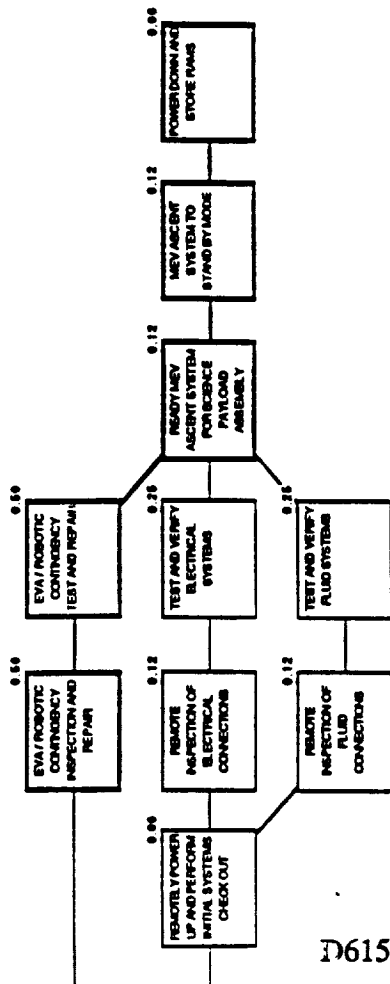 0.06
POWER DOWN AND
STORE RAMS
0.12
MEV ASCENT
SYSTEM TO
STAND BY MODE
0.12
READY MEV
ASCENT SYSTEM
FOR SCIENCE
PAYLOAD
ASSEMBLY
0.50
EVA / ROBOTIC
CONTINGENCY
TEST AND REPAIR
0.25
TEST AND VERIFY
ELECTRICAL
SYSTEMS
0.25
TEST AND VERIFY
FLUID SYSTEMS
0.50
EVA / ROBOTIC
CONTINGENCY
INSPECTION AND
REPAIR
0.12
REMOTE
INSPECTION OF
ELECTRICAL
CONNECTIONS
0.12
REMOTE
INSPECTION OF
FLUID
CONNECTIONS
0.06
REMOTELY POWER
UP AND PERFORM
INITIAL SYSTEMS
CHECK OUT
D615